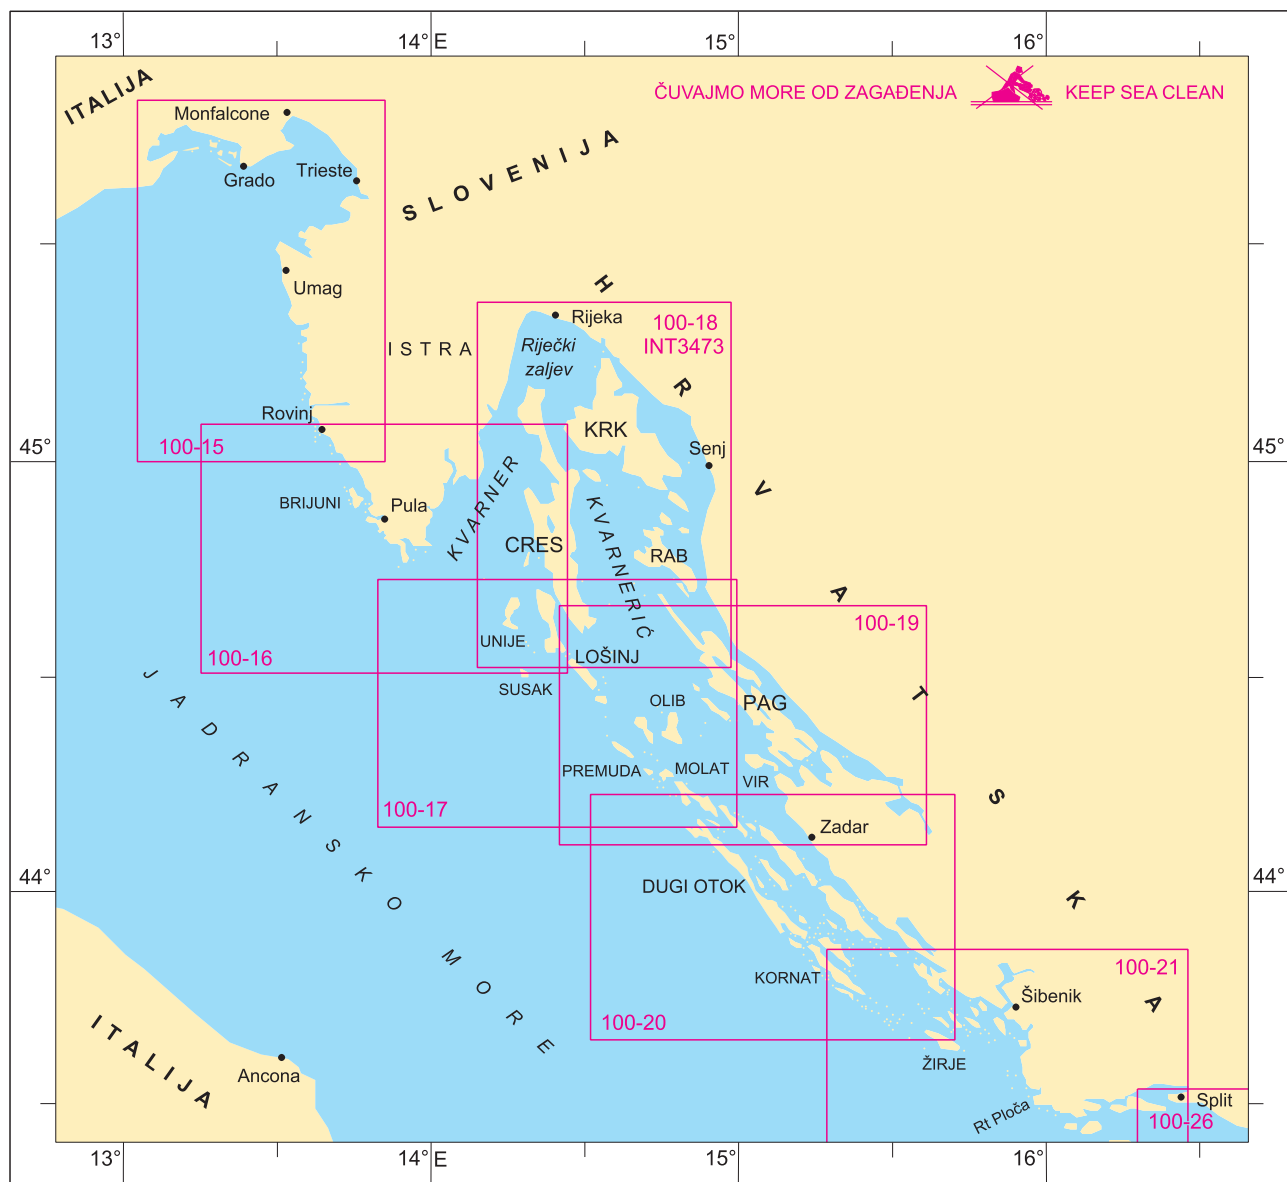 13° 14° E 15° 16°
ITALIJA
ČUVAJMO MORE OD ZAGAĐENJA KEEP SEA CLEAN
Monfalcone
Grado
Trieste
SLOVENIJA
Umag
HRVATSKA
Rijeka
100-18
INT3473
ISTRA
Riječki
zaljev
Rovinj
KRK
45° 100-15 Senj 45°
BRIJUNI
Pula
KVARNER
KVARNERIĆ
CRES
RAB
100-19
UNIJE
LOŠINJ
100-16
SUSAK
JADRANSKO MORE
OLIB
PAG
PREMUDA
MOLAT
VIR
100-17
Zadar
44° 44°
DUGI OTOK
KORNAT
100-21
Šibenik
100-20
ITALIJA
Ancona
ŽIRJE
Rt Ploča
Split
100-26
13° 14° E 15° 16°